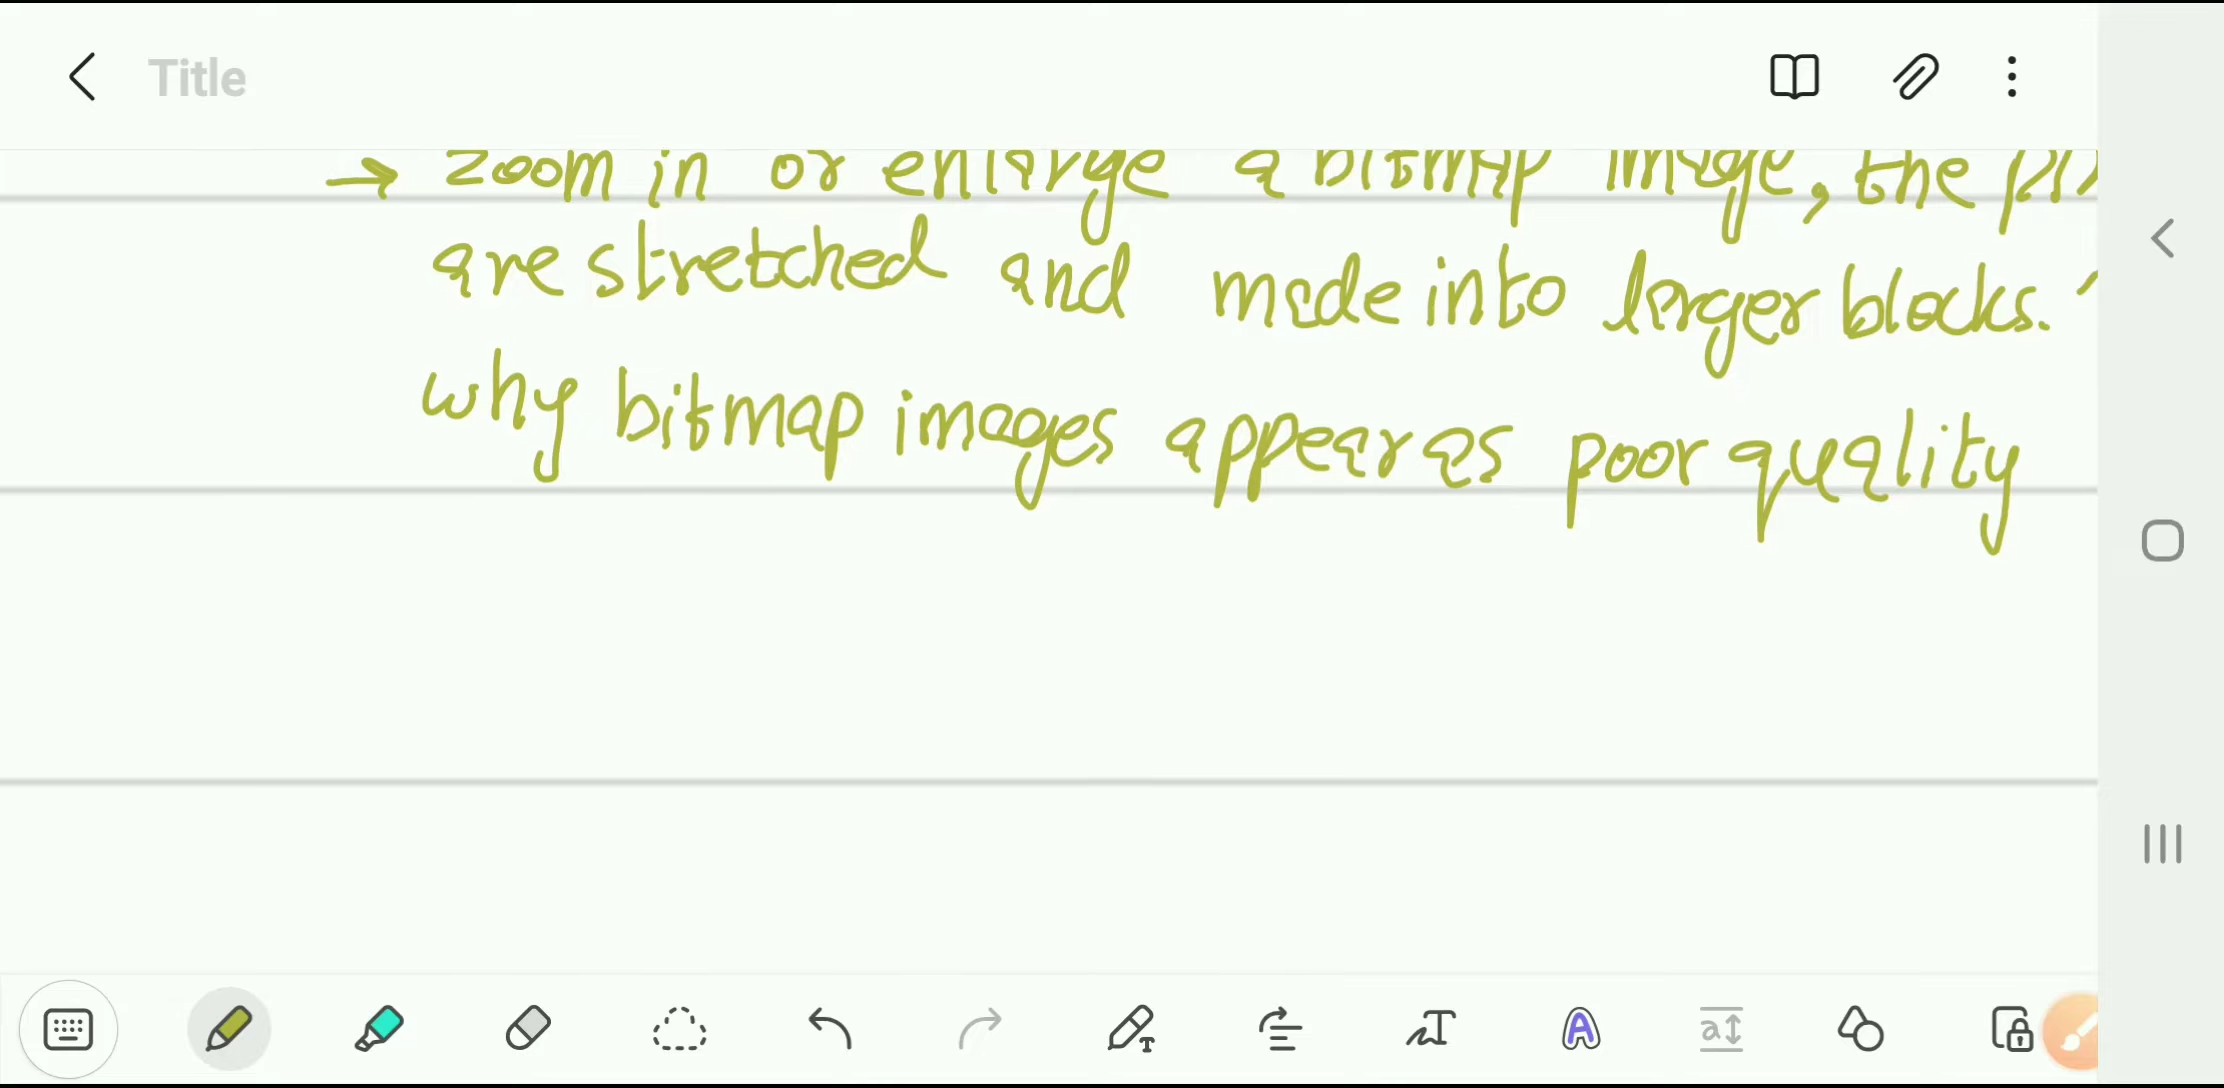 Title
→ zoom in or enlarge a bitmap image, the
are stretched and made into larger blocks.
why bitmap images appear as poor quality